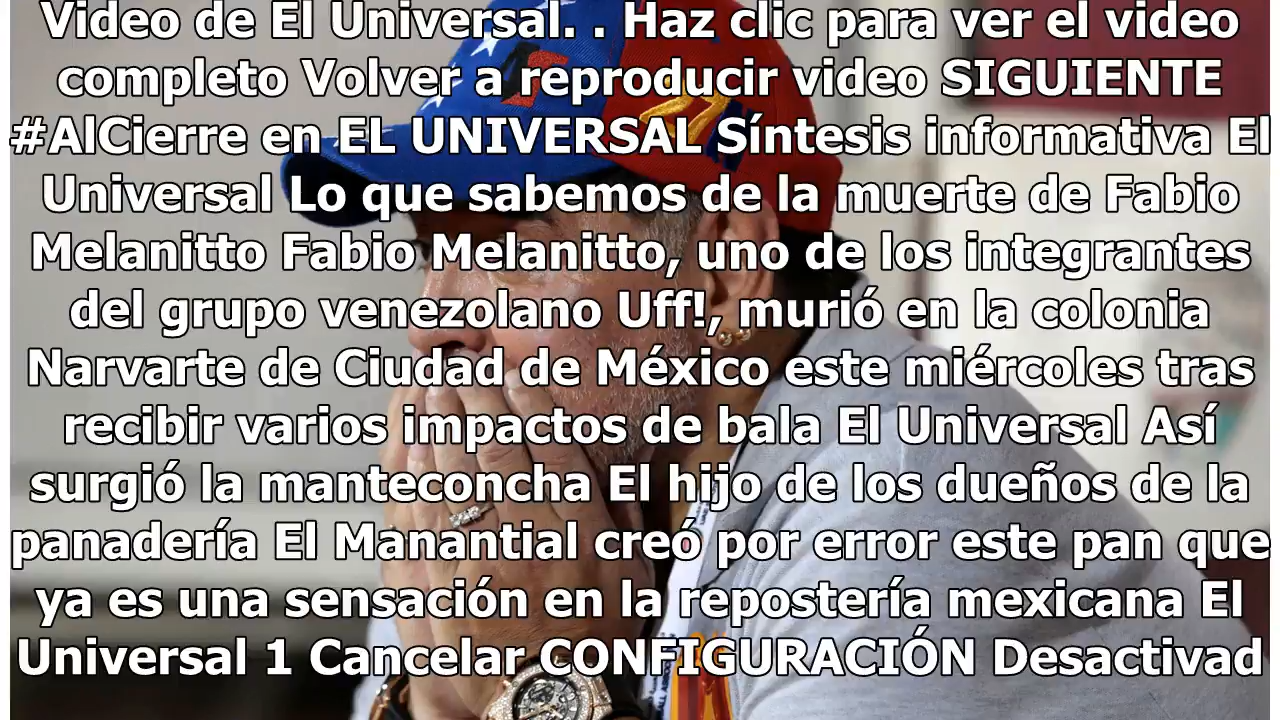 Video de El Universal. . Haz clic para ver el video
completo Volver a reproducir video SIGUIENTE
#AlCierre en EL UNIVERSAL Síntesis informativa El
Universal Lo que sabemos de la muerte de Fabio
Melanitto Fabio Melanitto, uno de los integrantes
del grupo venezolano Uff!, murió en la colonia
Narvarte de Ciudad de México este miércoles tras
recibir varios impactos de bala El Universal Así
surgió la manteconcha El hijo de los dueños de la
panadería El Manantial creó por error este pan que
ya es una sensación en la repostería mexicana El
Universal 1 Cancelar CONFIGURACIÓN Desactivad